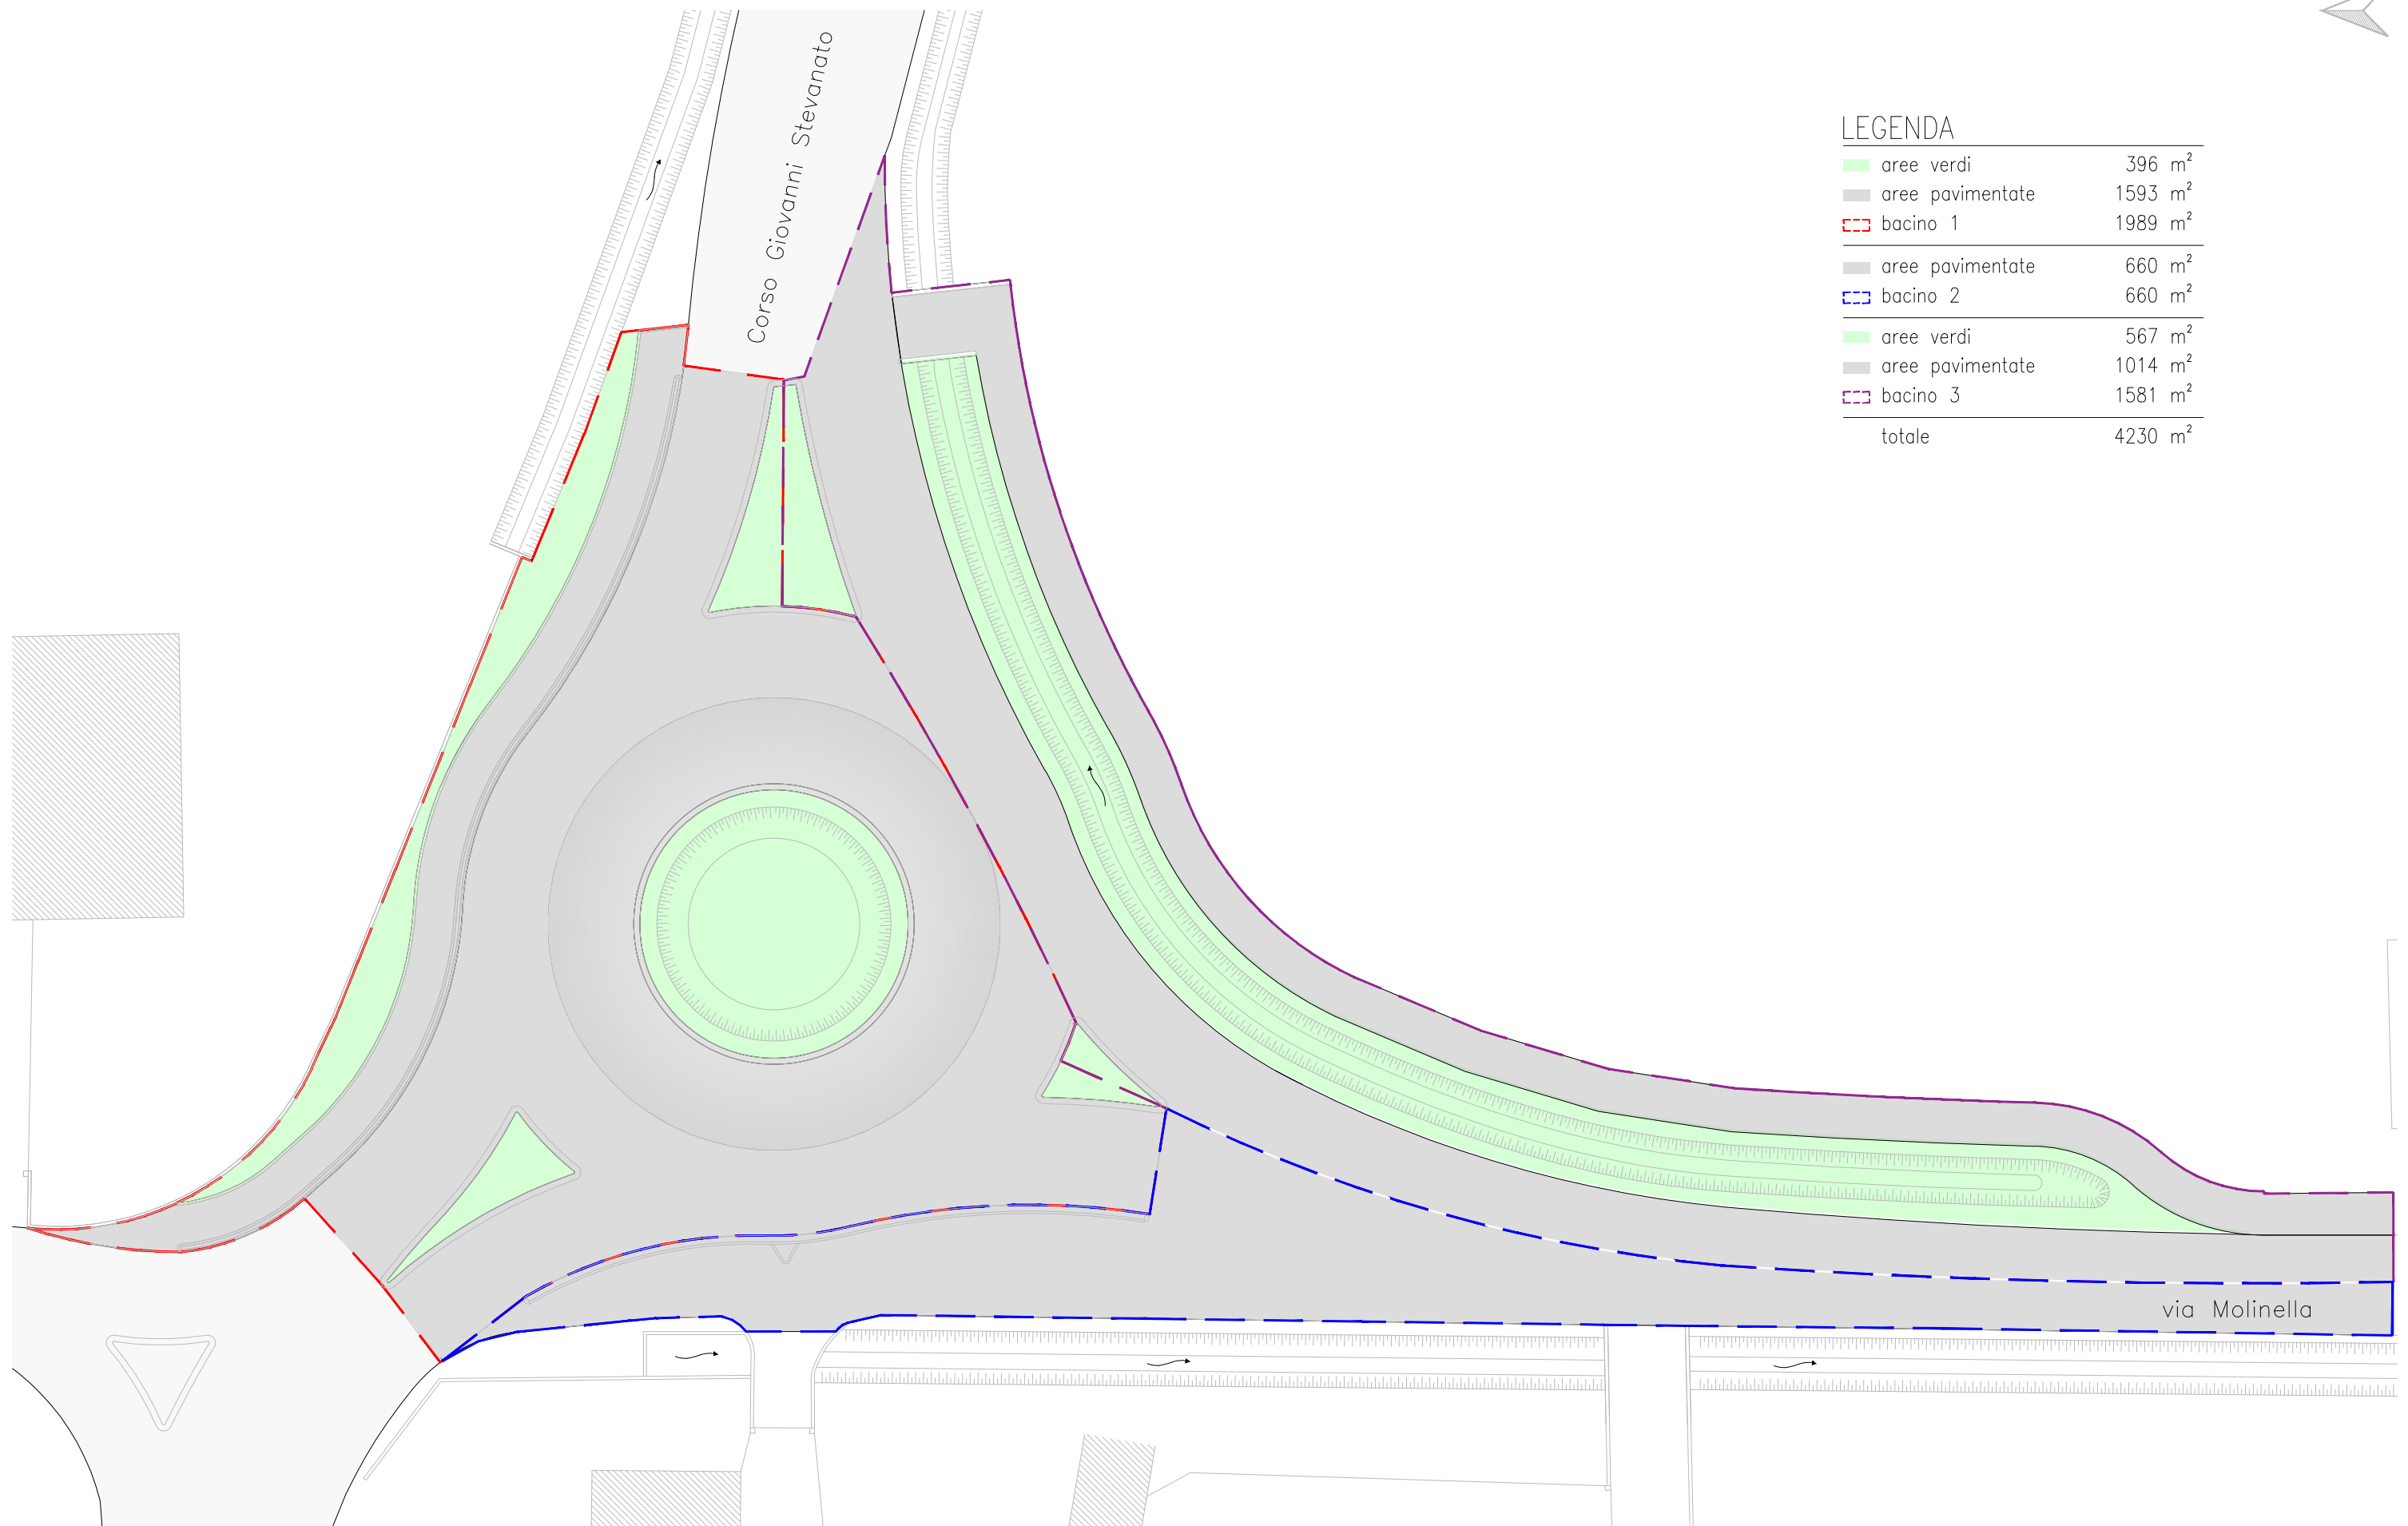 Corso Giovanni Stevanato
LEGENDA
aree verdi 396 m²
aree pavimentate 1593 m²
bacino 1 1989 m²
aree pavimentate 660 m²
bacino 2 660 m²
aree verdi 567 m²
aree pavimentate 1014 m²
bacino 3 1581 m²
totale 4230 m²
via Molinella